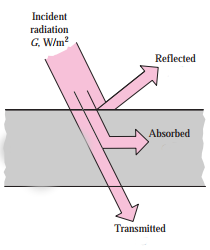 Incident
radiation
G, W/m²
Reflected
Absorbed
Transmitted